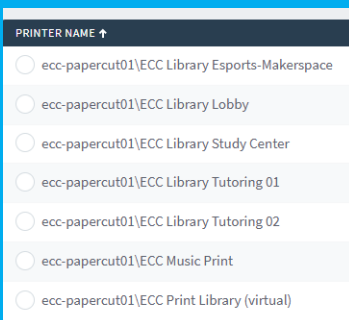 PRINTER NAME ↑
ecc-papercut01\ECC Library Esports-Makerspace
ecc-papercut01\ECC Library Lobby
ecc-papercut01\ECC Library Study Center
ecc-papercut01\ECC Library Tutoring 01
ecc-papercut01\ECC Library Tutoring 02
ecc-papercut01\ECC Music Print
ecc-papercut01\ECC Print Library (virtual)